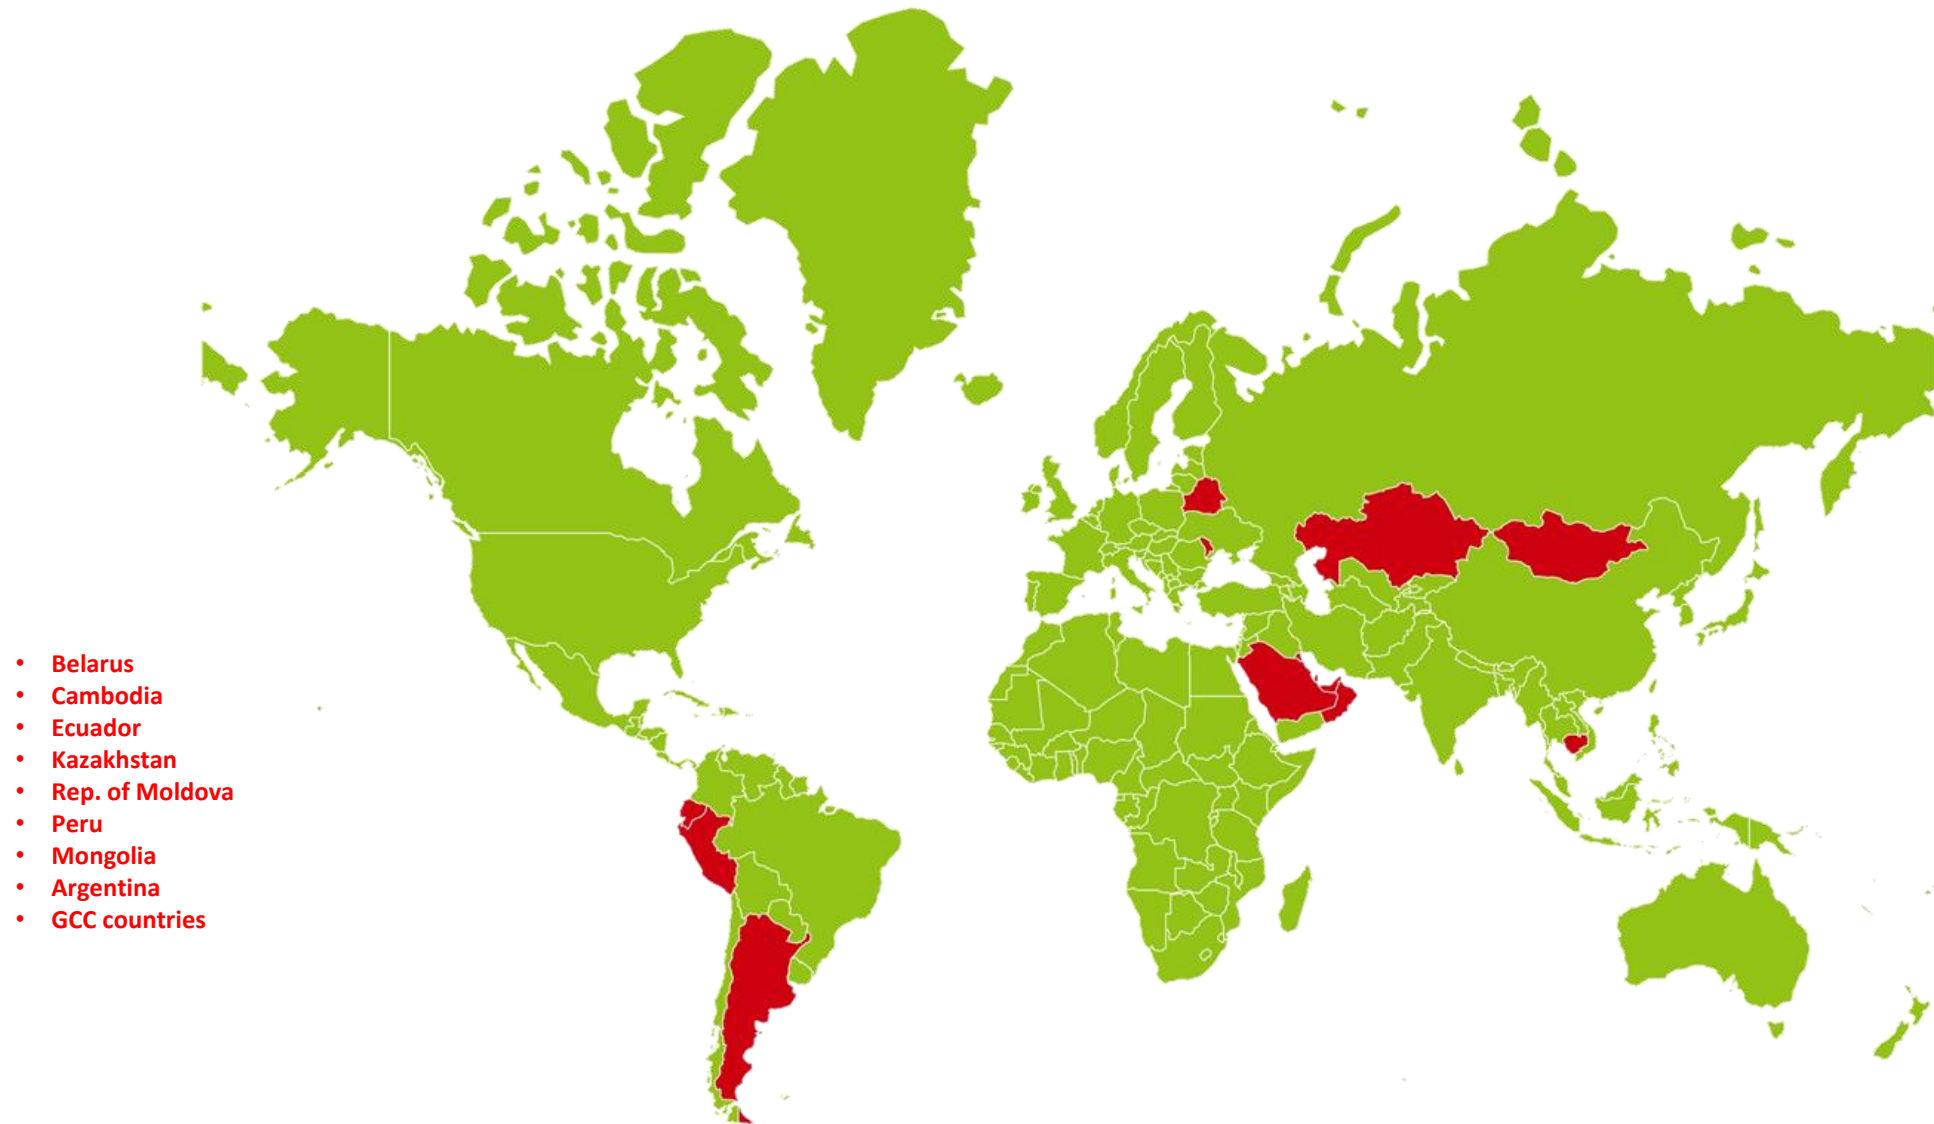 • Belarus
• Cambodia
• Ecuador
• Kazakhstan
• Rep. of Moldova
• Peru
• Mongolia
• Argentina
• GCC countries